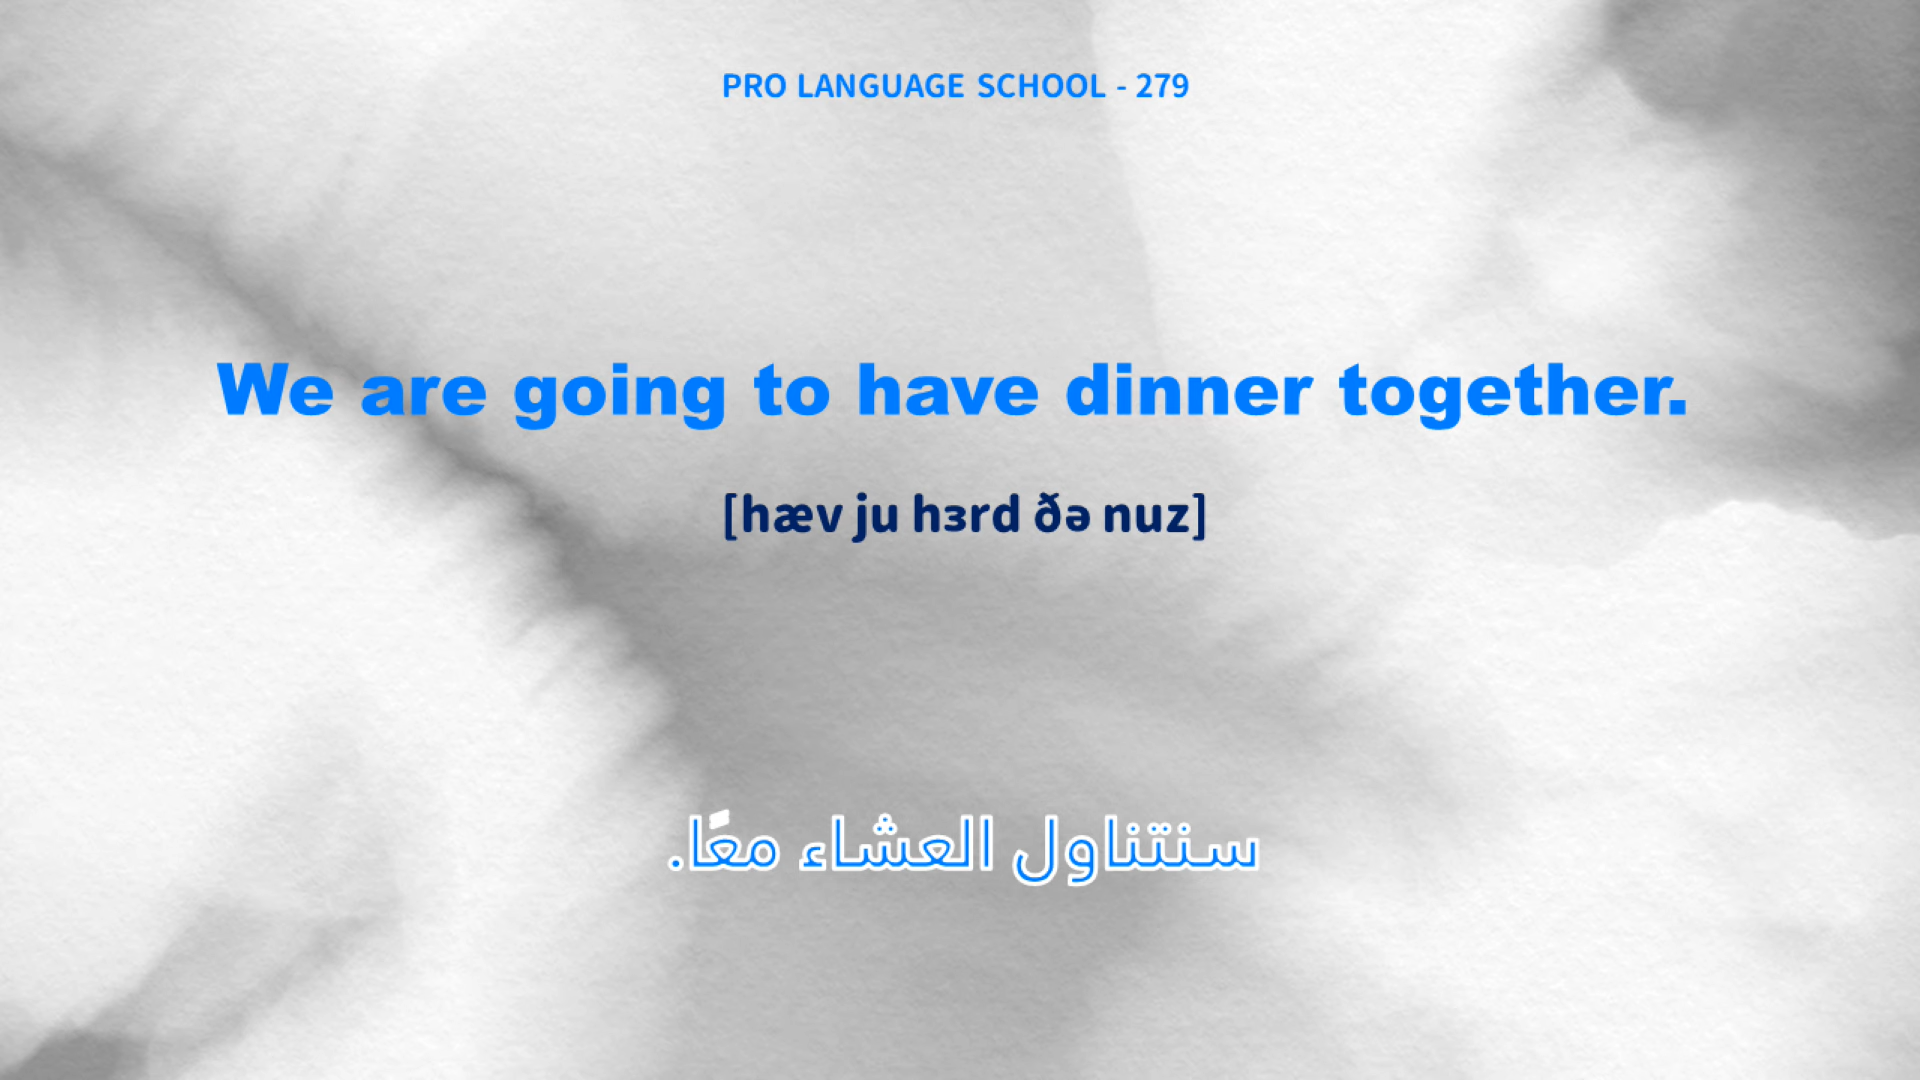 PRO LANGUAGE SCHOOL - 279
We are going to have dinner together.
[hæv ju hɜrd ðə nuz]
سنتناول العشاء معًا.